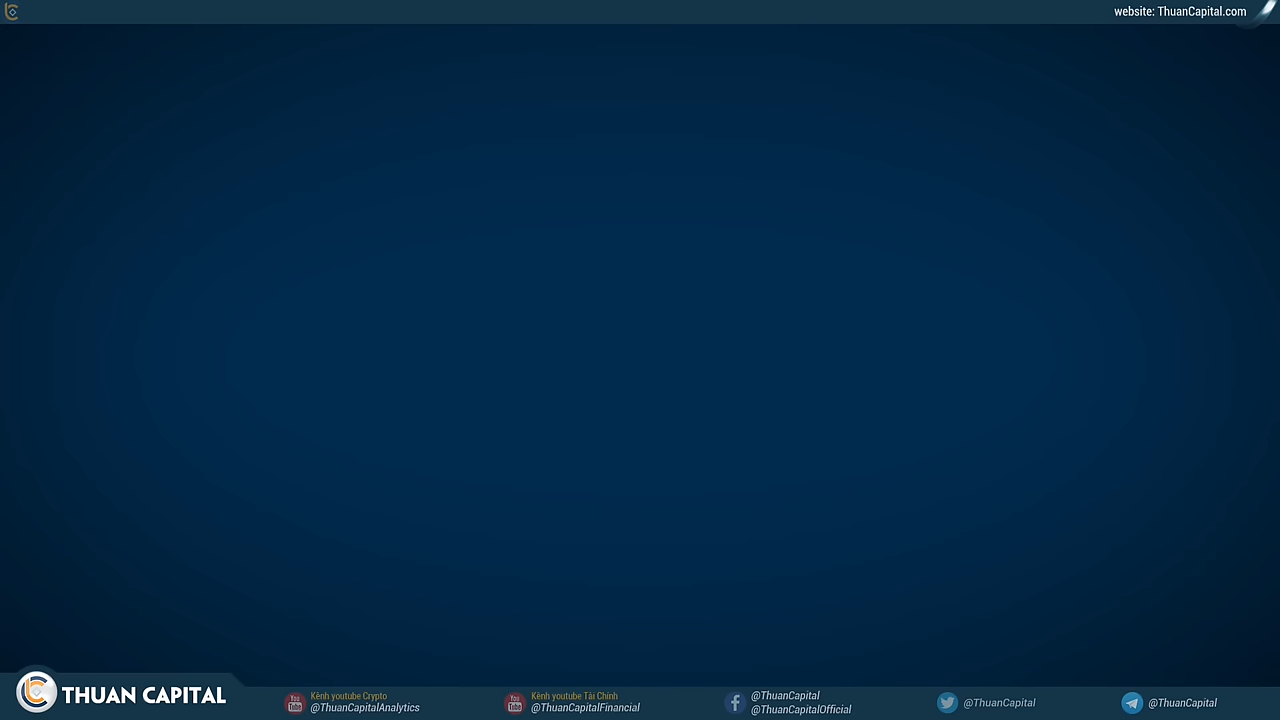 website: ThuanCapital.com
THUAN CAPITAL
Kênh youtube Crypto
@ThuanCapitalAnalytics
Kênh youtube Tài Chính
@ThuanCapitalFinancial
@ThuanCapital
@ThuanCapitalOfficial
@ThuanCapital
@ThuanCapital